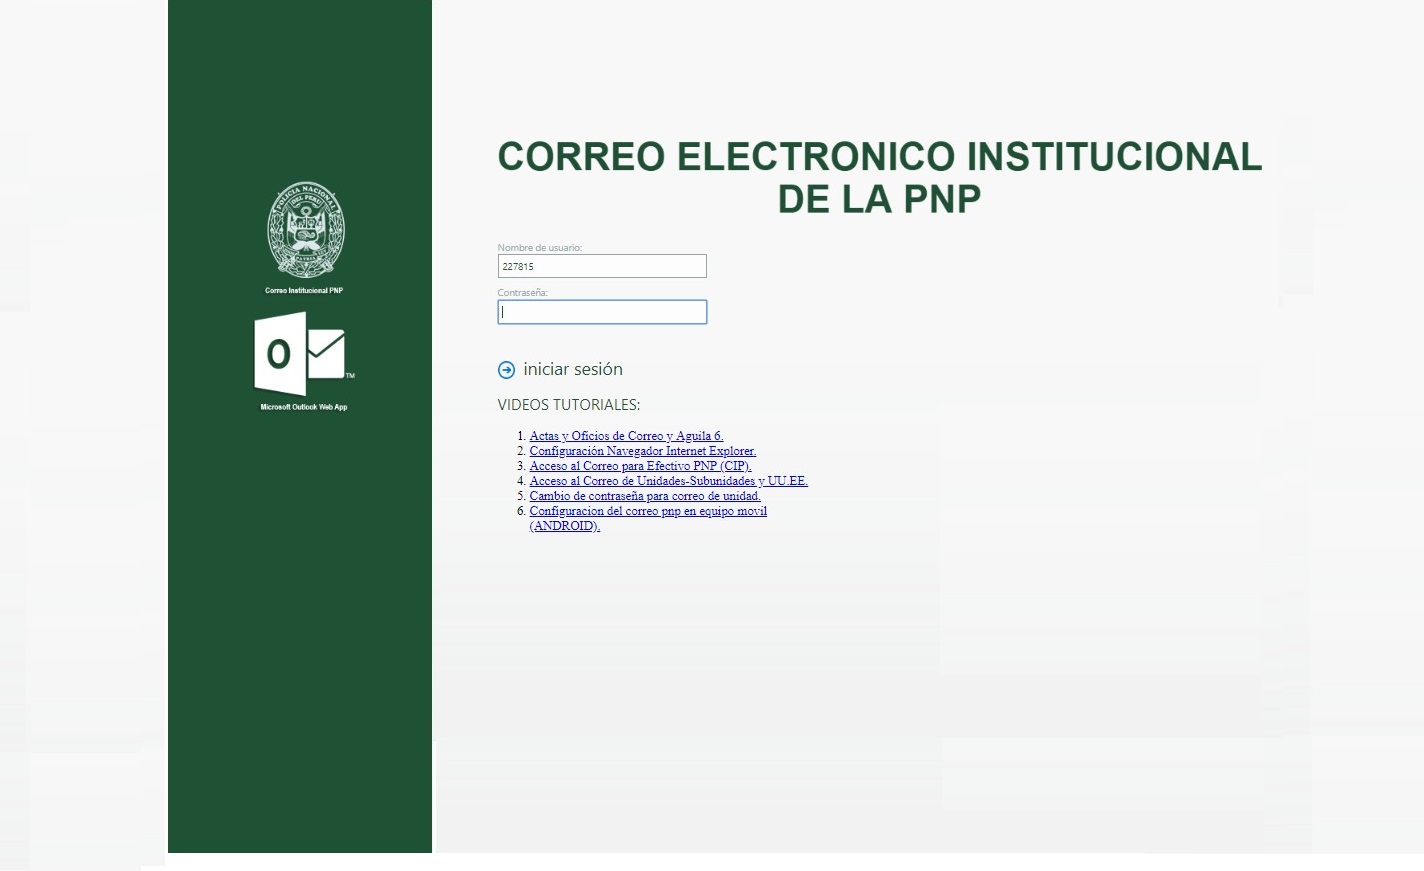 POLICIA NACIONAL
DEL PERU
PATRIA
Correo Institucional PNP
O
TM
Microsoft Outlook Web App
CORREO ELECTRONICO INSTITUCIONAL
DE LA PNP
Nombre de usuario:
227815
Contraseña:
iniciar sesión
VIDEOS TUTORIALES:
1. Actas y Oficios de Correo y Aguila 6.
2. Configuración Navegador Internet Explorer.
3. Acceso al Correo para Efectivo PNP (CIP).
4. Acceso al Correo de Unidades-Subunidades y UU.EE.
5. Cambio de contraseña para correo de unidad.
6. Configuracion del correo pnp en equipo movil
(ANDROID).